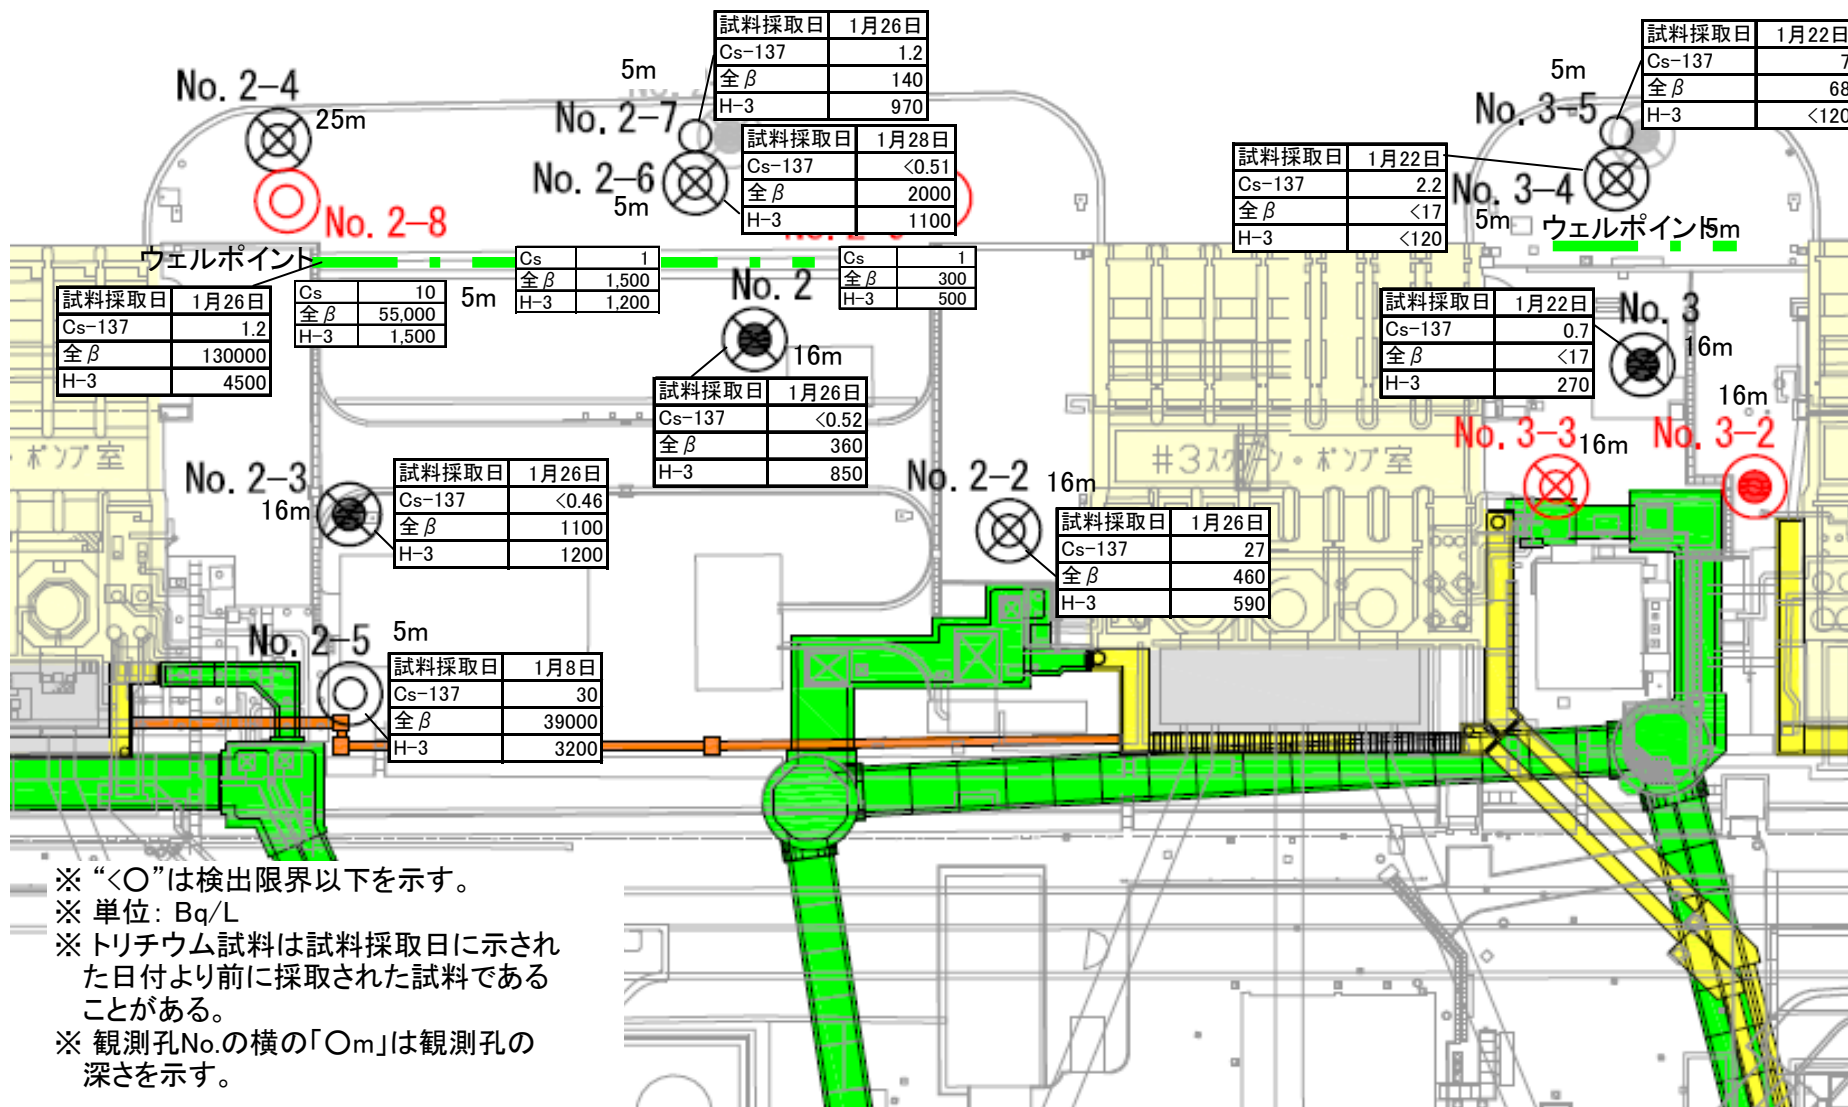 試料採取日 1月26日
Cs-137 1.2
全β 140
H-3 970
5m
No. 2-7
No. 2-4
25m
試料採取日 1月28日
Cs-137 <0.51
全β 2000
H-3 1100
No. 2-6
5m
No. 2-8
試料採取日 1月22日
Cs-137 7
全β 68
H-3 <120
5m
No. 3-5
試料採取日 1月22日
Cs-137 2.2
全β <17
H-3 <120
No. 3-4
5m
ウェルポイント
5m
ウェルポイント
試料採取日 1月26日
Cs-137 1.2
全β 130000
H-3 4500
Cs 10
全β 55,000
H-3 1,500
5m
Cs 1
全β 1,500
H-3 1,200
Cs 1
全β 300
H-3 500
No. 2
16m
試料採取日 1月26日
Cs-137 <0.52
全β 360
H-3 850
試料採取日 1月22日
Cs-137 0.7
全β <17
H-3 270
No. 3
16m
16m
No. 3-3
16m
No. 3-2
・ポンプ室
#3スクリーン・ポンプ室
No. 2-3
16m
試料採取日 1月26日
Cs-137 <0.46
全β 1100
H-3 1200
No. 2-2
16m
試料採取日 1月26日
Cs-137 27
全β 460
H-3 590
No. 2-5
5m
試料採取日 1月8日
Cs-137 30
全β 39000
H-3 3200
※ “<〇”は検出限界以下を示す。
※ 単位: Bq/L
※ トリチウム試料は試料採取日に示され
た日付より前に採取された試料である
ことがある。
※ 観測孔No.の横の「〇m」は観測孔の
深さを示す。